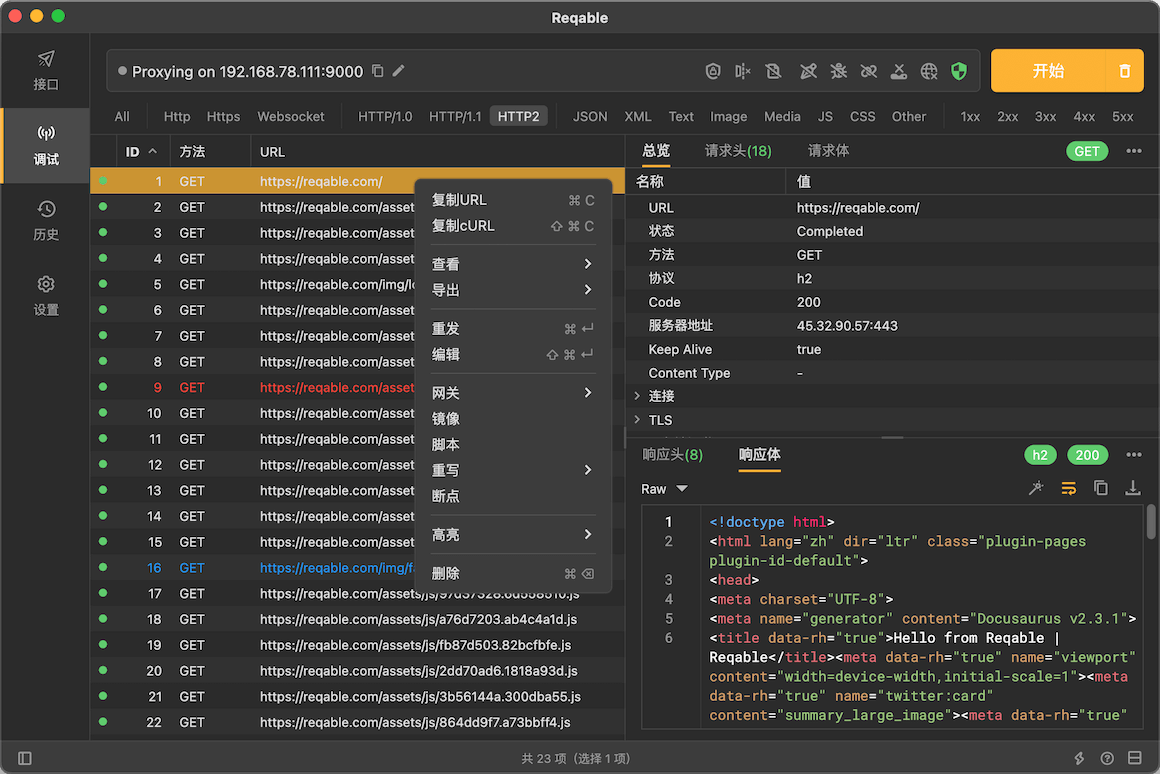 Reqable
接口
调试
历史
设置
Proxying on 192.168.78.111:9000
开始
All Http Https Websocket HTTP/1.0 HTTP/1.1 HTTP2 JSON XML Text Image Media JS CSS Other 1xx 2xx 3xx 4xx 5xx
ID 方法 URL
1 GET https://reqable.com/
2 GET https://reqable.com/asset
3 GET https://reqable.com/asset
4 GET https://reqable.com/asset
5 GET https://reqable.com/img/l
6 GET https://reqable.com/asset
7 GET https://reqable.com/asset
8 GET https://reqable.com/asset
9 GET https://reqable.com/asset
10 GET https://reqable.com/asset
11 GET https://reqable.com/asset
12 GET https://reqable.com/asset
13 GET https://reqable.com/asset
14 GET https://reqable.com/asset
15 GET https://reqable.com/asset
16 GET https://reqable.com/img/f
17 GET https://reqable.com/assets/js/
18 GET https://reqable.com/assets/js/a76d7203.ab4c4a1d.js
19 GET https://reqable.com/assets/js/fb87d503.82bcfbfe.js
20 GET https://reqable.com/assets/js/2dd70ad6.1818a93d.js
21 GET https://reqable.com/assets/js/3b56144a.300dba55.js
22 GET https://reqable.com/assets/js/864dd9f7.a73bbff4.js
复制URL ⌘ C
复制cURL ⇧ ⌘ C
查看
导出
重发 ⌘ ↩
编辑 ⇧ ⌘ ↩
网关
镜像
脚本
重写
断点
高亮
删除 ⌘ ⌫
总览 请求头(18) 请求体 GET
名称 值
URL https://reqable.com/
状态 Completed
方法 GET
协议 h2
Code 200
服务器地址 45.32.90.57:443
Keep Alive true
Content Type -
连接
TLS
响应头(8) 响应体 h2 200
Raw
1 <!doctype html>
2 <html lang="zh" dir="ltr" class="plugin-pages
plugin-id-default">
3 <head>
4 <meta charset="UTF-8">
5 <meta name="generator" content="Docusaurus v2.3.1">
6 <title data-rh="true">Hello from Reqable |
Reqable</title><meta data-rh="true" name="viewport"
content="width=device-width,initial-scale=1"><meta
data-rh="true" name="twitter:card"
content="summary_large_image"><meta data-rh="true"
共 23 项（选择 1 项）